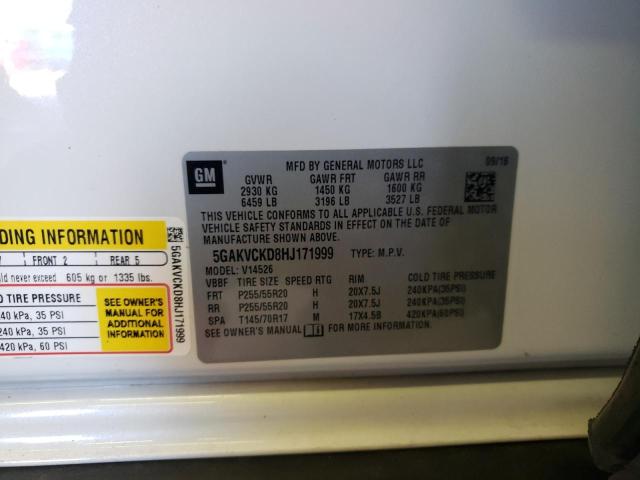 GM
MFD BY GENERAL MOTORS LLC
09/16
GVWR GAWR FRT GAWR RR
2930 KG 1450 KG 1600 KG
6459 LB 3196 LB 3527 LB
THIS VEHICLE CONFORMS TO ALL APPLICABLE U.S. FEDERAL MOTOR
VEHICLE SAFETY STANDARDS IN EFFECT ON THE DATE OF
MANUFACTURE SHOWN ABOVE.
5GAKVCKD8HJ171999 TYPE: M.P.V.
MODEL: V14526
VBBF TIRE SIZE SPEED RTG RIM COLD TIRE PRESSURE
FRT P255/55R20 H 20X7.5J 240KPA(35PSI)
RR P255/55R20 H 20X7.5J 240KPA(35PSI)
SPA T145/70R17 M 17X4.5B 420KPA(60PSI)
SEE OWNER'S MANUAL FOR MORE INFORMATION.
DING INFORMATION
FRONT 2 REAR 5
ld never exceed 605 kg or 1335 lbs.
D TIRE PRESSURE
40 kPa, 35 PSI
240 kPa, 35 PSI
420 kPa, 60 PSI
SEE OWNER'S
MANUAL FOR
ADDITIONAL
INFORMATION
5GAKVCKD8HJ171999